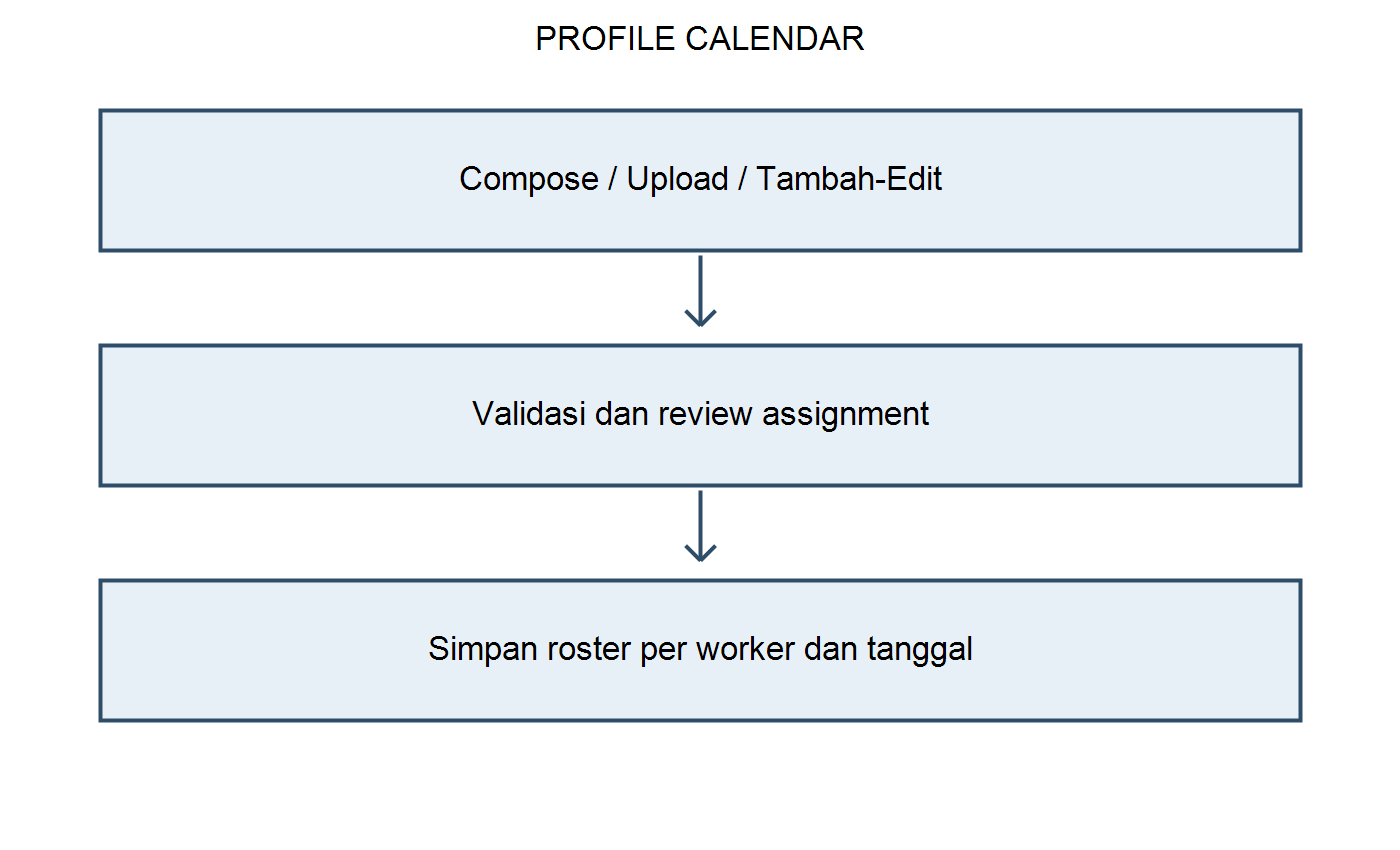 PROFILE CALENDAR
Compose / Upload / Tambah-Edit
Validasi dan review assignment
Simpan roster per worker dan tanggal